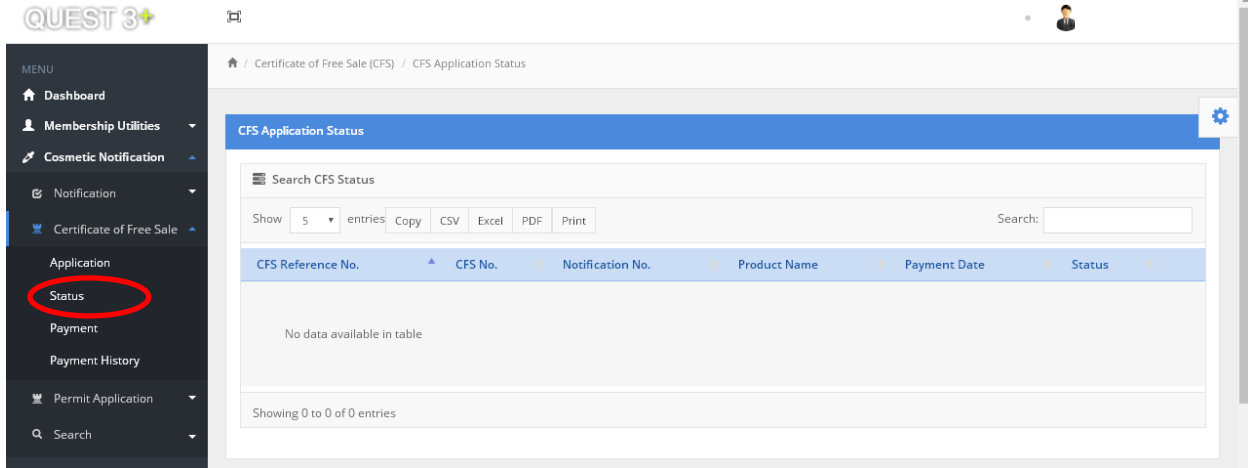 QUEST 3+
MENU
Dashboard
Membership Utilities
Cosmetic Notification
Notification
Certificate of Free Sale
Application
Status
Payment
Payment History
Permit Application
Search
/ Certificate of Free Sale (CFS) / CFS Application Status
CFS Application Status
Search CFS Status
Show 5 entries Copy CSV Excel PDF Print Search:
CFS Reference No. CFS No. Notification No. Product Name Payment Date Status
No data available in table
Showing 0 to 0 of 0 entries